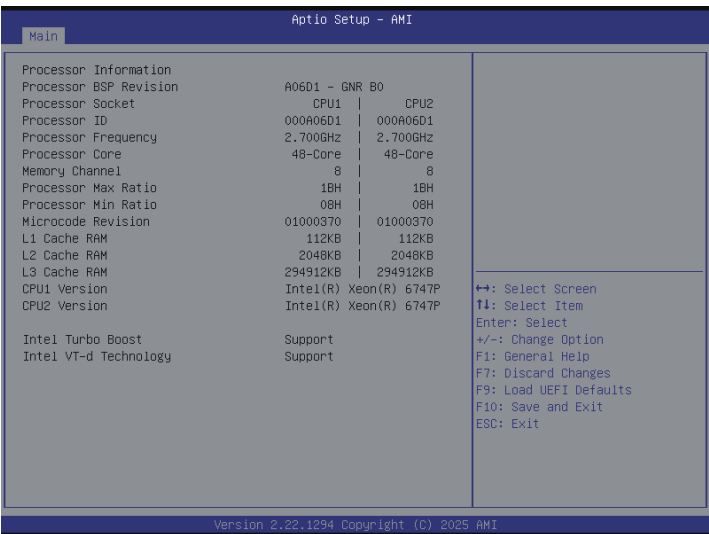 Aptio Setup - AMI
Main
Processor Information
Processor BSP Revision A06D1 - GNR B0
Processor Socket CPU1 | CPU2
Processor ID 000A06D1 | 000A06D1
Processor Frequency 2.700GHz | 2.700GHz
Processor Core 48-Core | 48-Core
Memory Channel 8 | 8
Processor Max Ratio 1BH | 1BH
Processor Min Ratio 08H | 08H
Microcode Revision 01000370 | 01000370
L1 Cache RAM 112KB | 112KB
L2 Cache RAM 2048KB | 2048KB
L3 Cache RAM 294912KB | 294912KB
CPU1 Version Intel(R) Xeon(R) 6747P
CPU2 Version Intel(R) Xeon(R) 6747P
Intel Turbo Boost Support
Intel VT-d Technology Support
↔: Select Screen
↑↓: Select Item
Enter: Select
+/-: Change Option
F1: General Help
F7: Discard Changes
F9: Load UEFI Defaults
F10: Save and Exit
ESC: Exit
Version 2.22.1294 Copyright (C) 2025 AMI